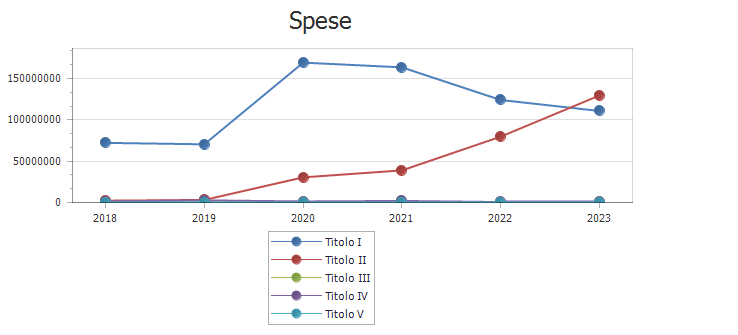 Spese
150000000
100000000
50000000
0
2018 2019 2020 2021 2022 2023
Titolo I
Titolo II
Titolo III
Titolo IV
Titolo V